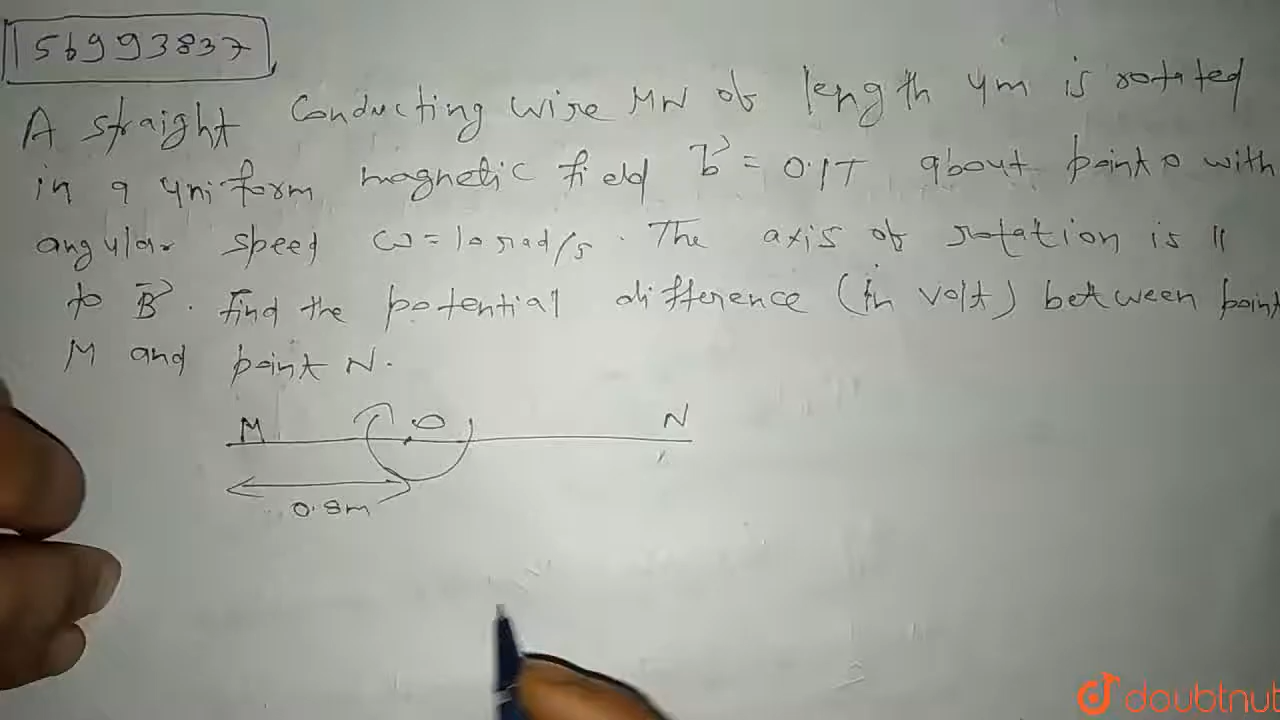 156993837
A straight conducting wire MN of length 4m is rotated
in a uniform magnetic field b⃗ = 0.1T about point o with
angular speed ω = 10 rad/s. The axis of rotation is ||
to B⃗. Find the potential difference (in volt) between point
M and point N.
M O N
0.8m
doubtnut